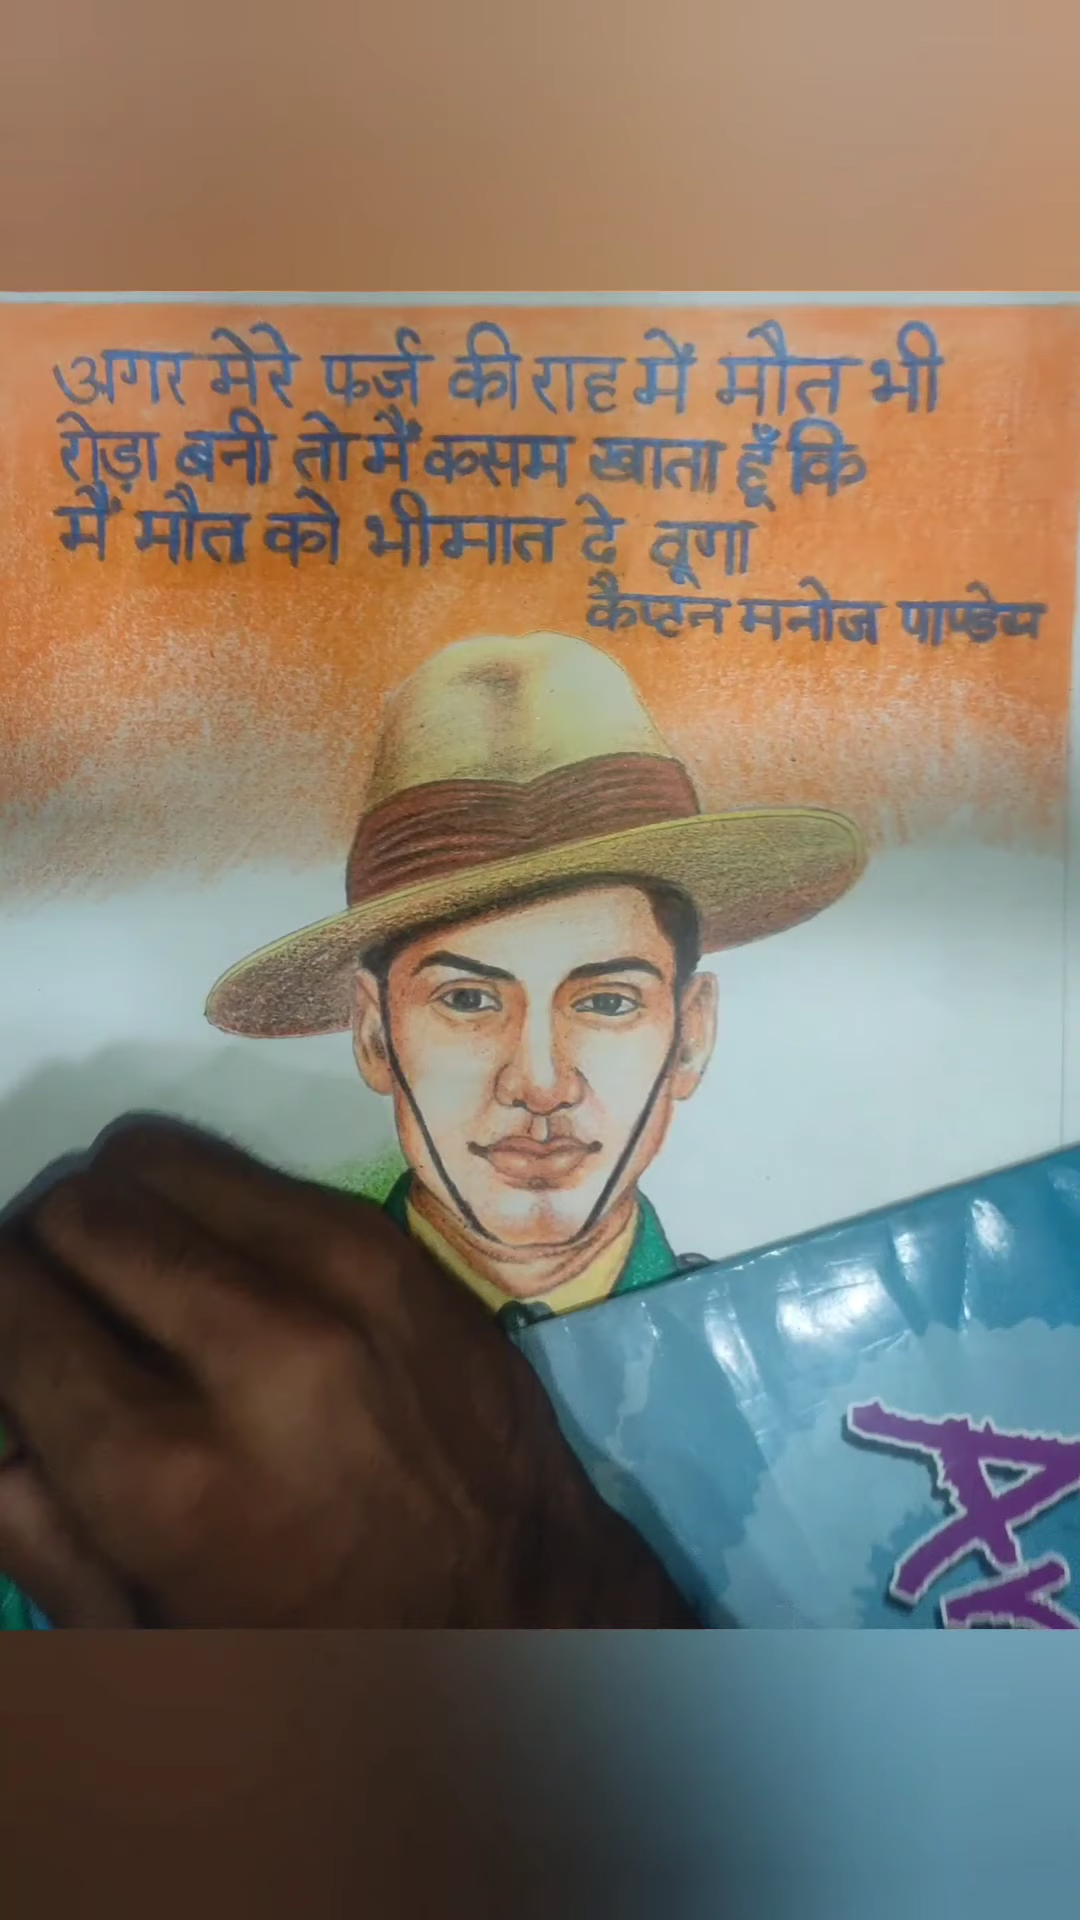 अगर मेरे फर्ज की राह में मौत भी
रोड़ा बनी तो मैं कसम खाता हूँ कि
मैं मौत को भी मात दे दूगा
कैप्टन मनोज पाण्डेय